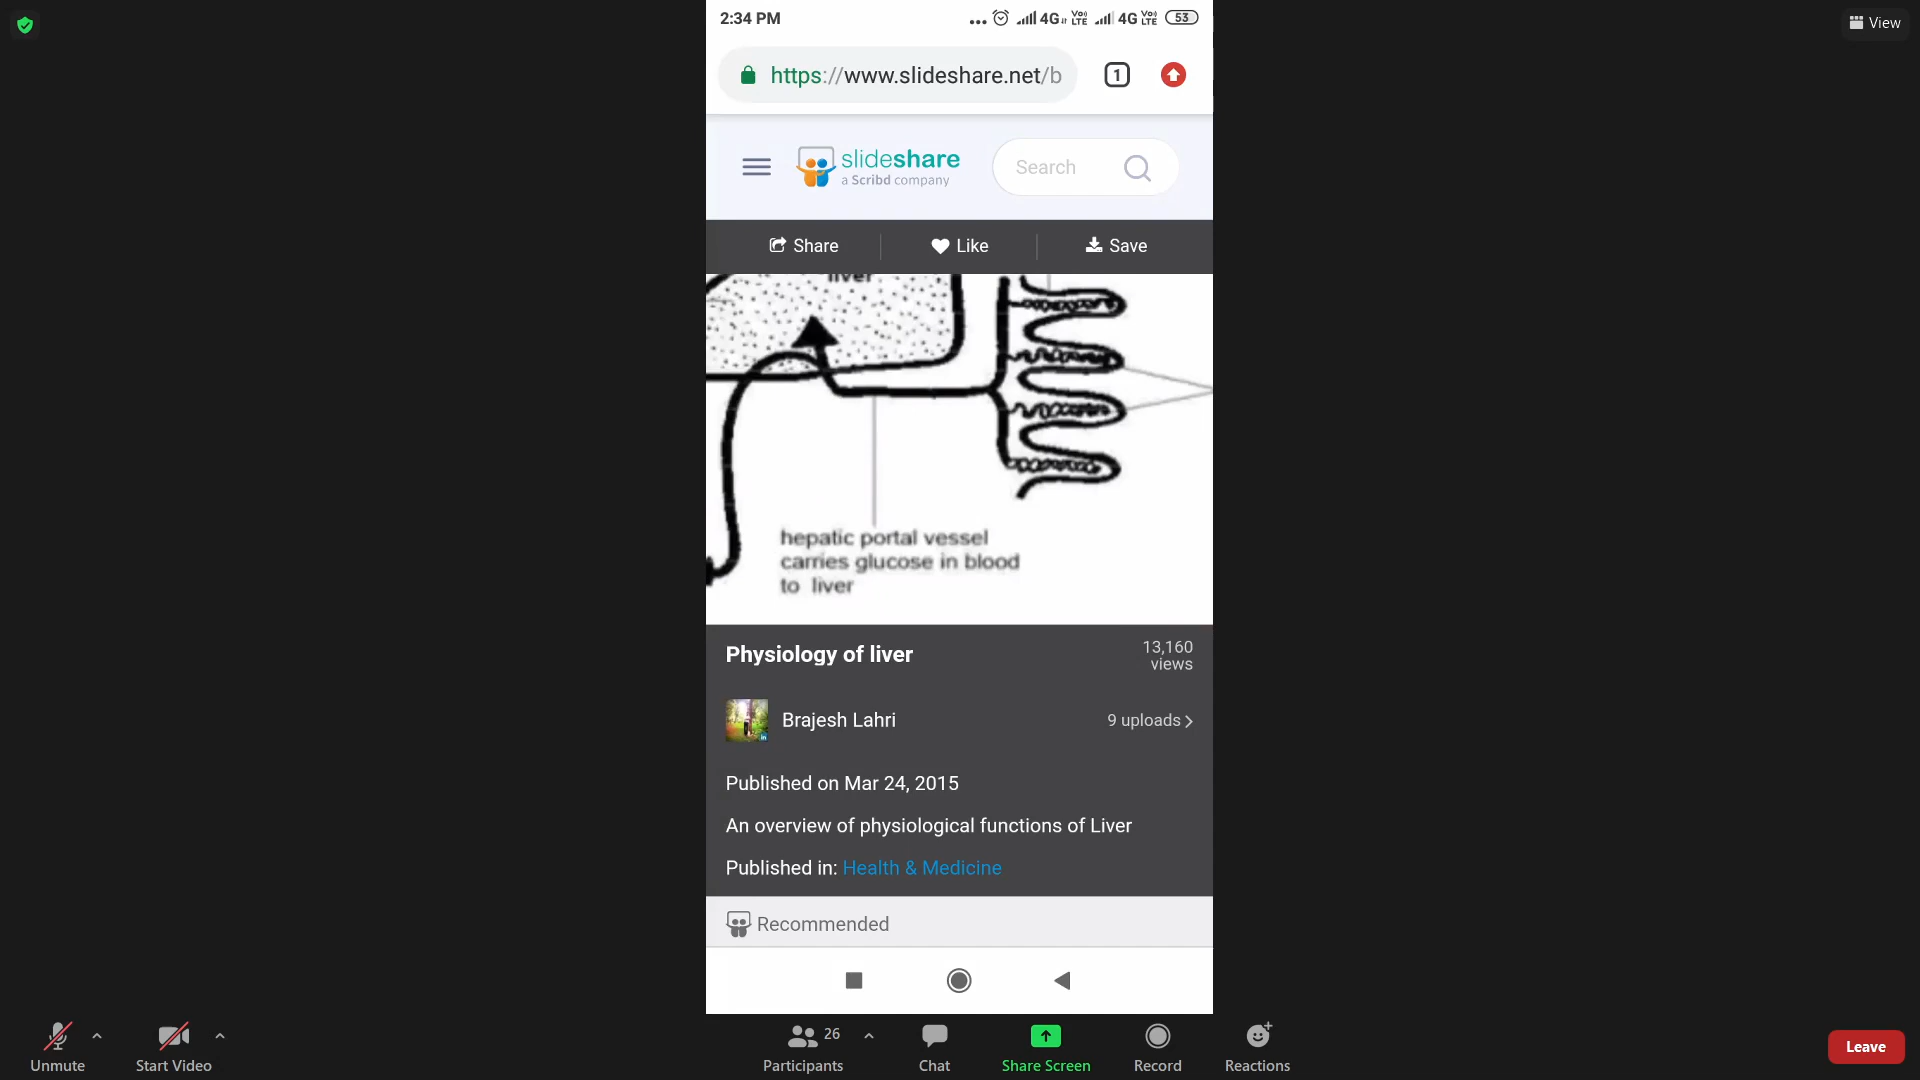 View
2:34 PM
4G VoLTE 4G VoLTE 53
https://www.slideshare.net/b
1
slideshare
a Scribd company
Search
Share Like Save
liver
hepatic portal vessel
carries glucose in blood
to liver
Physiology of liver
13,160
views
Brajesh Lahri
9 uploads
Published on Mar 24, 2015
An overview of physiological functions of Liver
Published in: Health & Medicine
Recommended
26
Unmute Start Video Participants Chat Share Screen Record Reactions
Leave